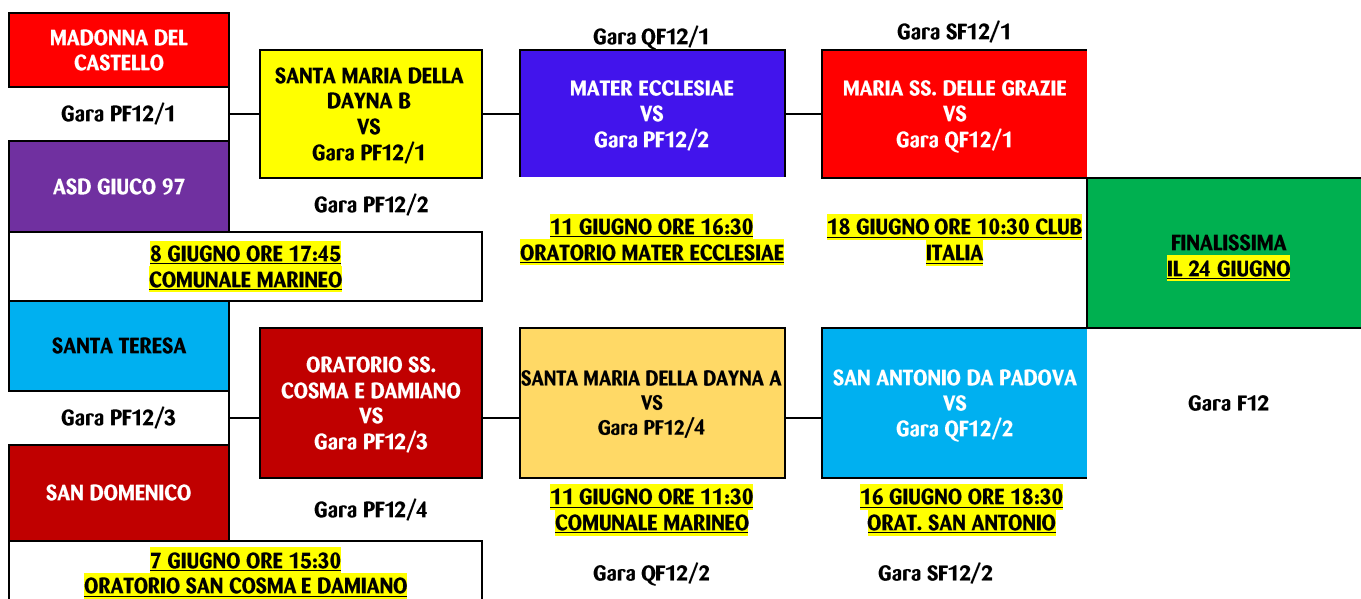 MADONNA DEL
CASTELLO
Gara PF12/1
ASD GIUCO 97
8 GIUGNO ORE 17:45
COMUNALE MARINEO
SANTA MARIA DELLA
DAYNA B
VS
Gara PF12/1
Gara PF12/2
Gara QF12/1
MATER ECCLESIAE
VS
Gara PF12/2
11 GIUGNO ORE 16:30
ORATORIO MATER ECCLESIAE
Gara SF12/1
MARIA SS. DELLE GRAZIE
VS
Gara QF12/1
18 GIUGNO ORE 10:30 CLUB
ITALIA
FINALISSIMA
IL 24 GIUGNO
Gara F12
SANTA TERESA
Gara PF12/3
SAN DOMENICO
7 GIUGNO ORE 15:30
ORATORIO SAN COSMA E DAMIANO
ORATORIO SS.
COSMA E DAMIANO
VS
Gara PF12/3
Gara PF12/4
SANTA MARIA DELLA DAYNA A
VS
Gara PF12/4
11 GIUGNO ORE 11:30
COMUNALE MARINEO
Gara QF12/2
SAN ANTONIO DA PADOVA
VS
Gara QF12/2
16 GIUGNO ORE 18:30
ORAT. SAN ANTONIO
Gara SF12/2